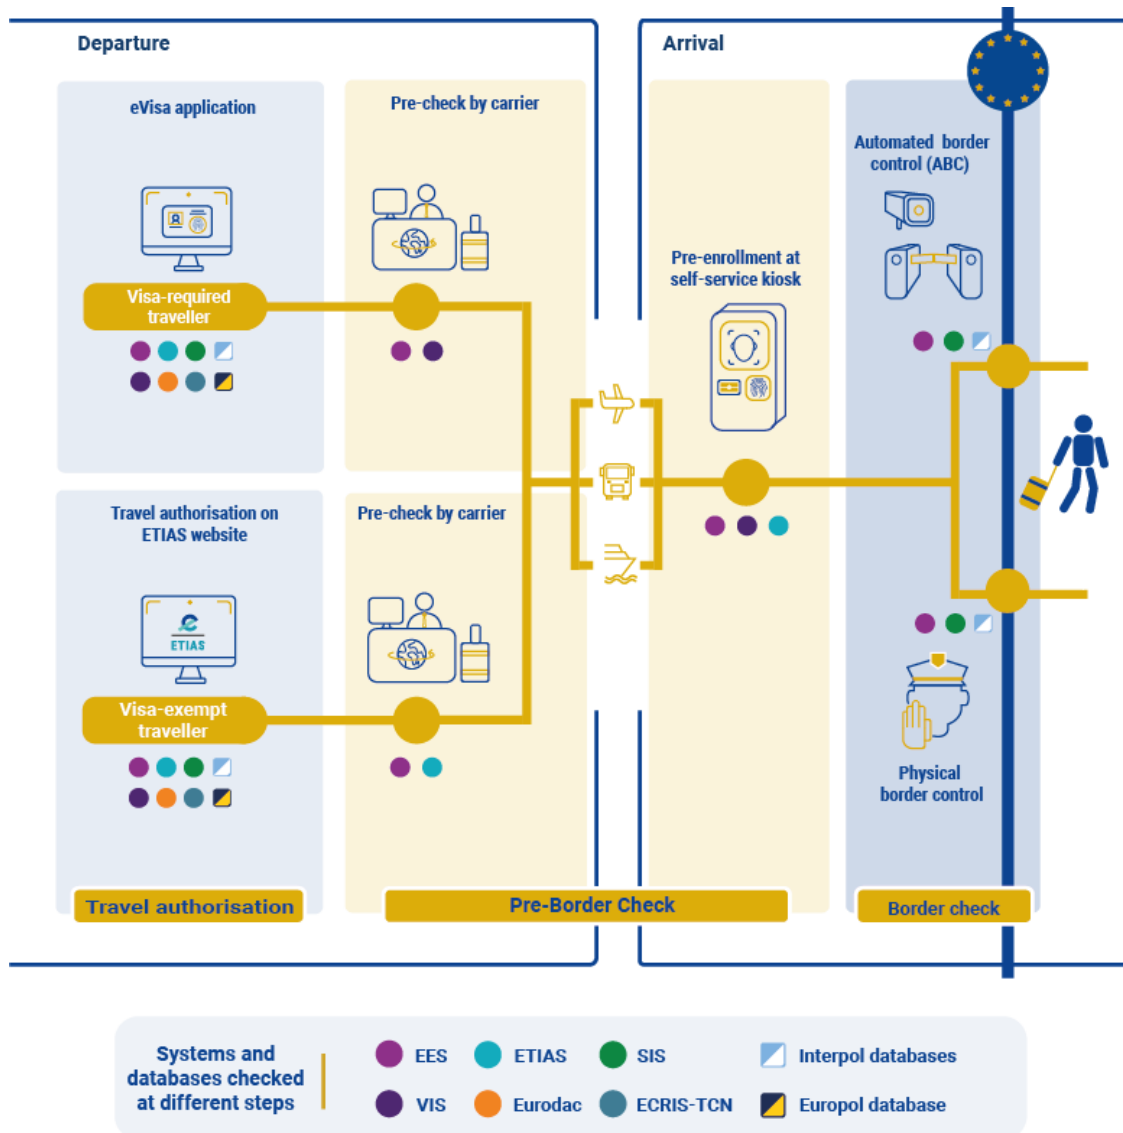 Departure
Arrival
eVisa application
Pre-check by carrier
Automated border
control (ABC)
Pre-enrollment at
self-service kiosk
Visa-required
traveller
Travel authorisation on
ETIAS website
Pre-check by carrier
ETIAS
Visa-exempt
traveller
Physical
border control
Travel authorisation
Pre-Border Check
Border check
Systems and
databases checked
at different steps
EES
ETIAS
SIS
Interpol databases
VIS
Eurodac
ECRIS-TCN
Europol database